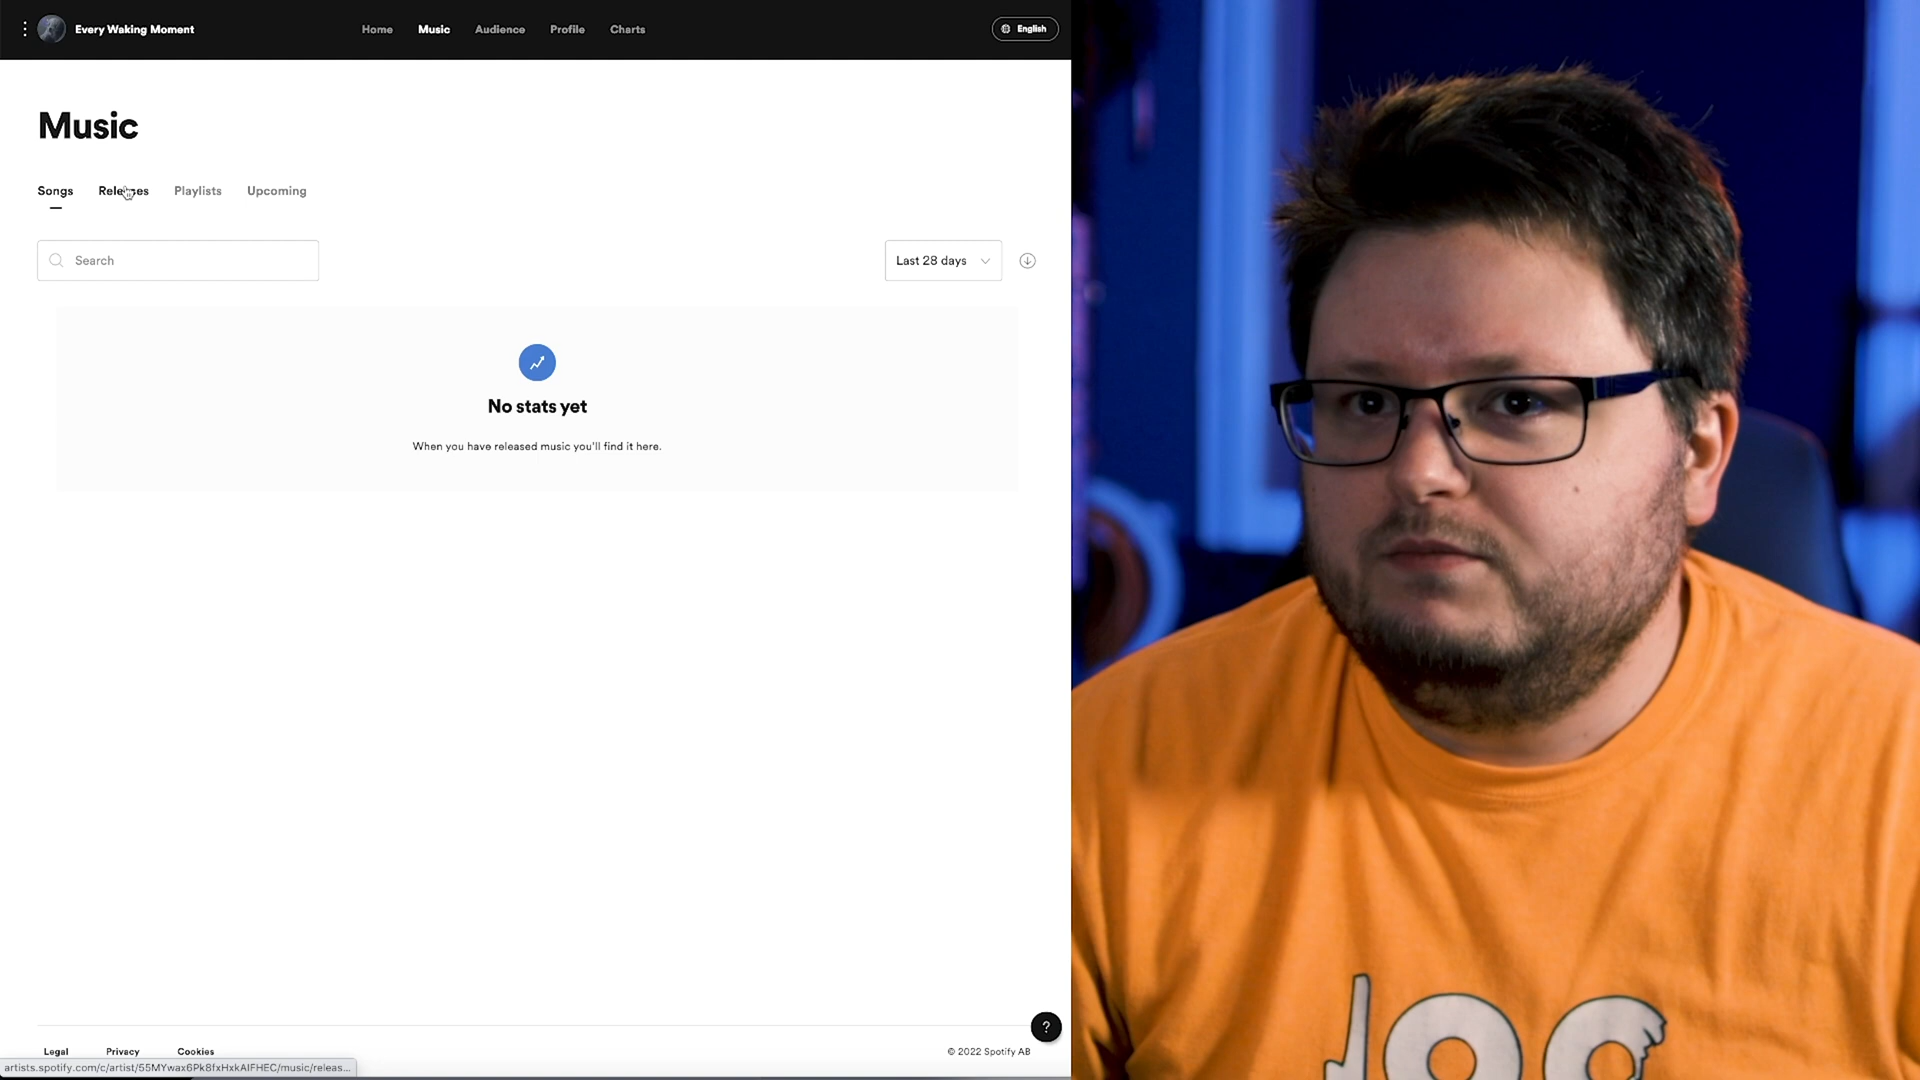 Every Waking Moment
Home Music Audience Profile Charts
English
Music
Songs Releases Playlists Upcoming
Search
Last 28 days
No stats yet
When you have released music you'll find it here.
?
Legal Privacy Cookies
© 2022 Spotify AB
artists.spotify.com/c/artist/55MYwax6Pk8fxHxkAIFHEC/music/releas...